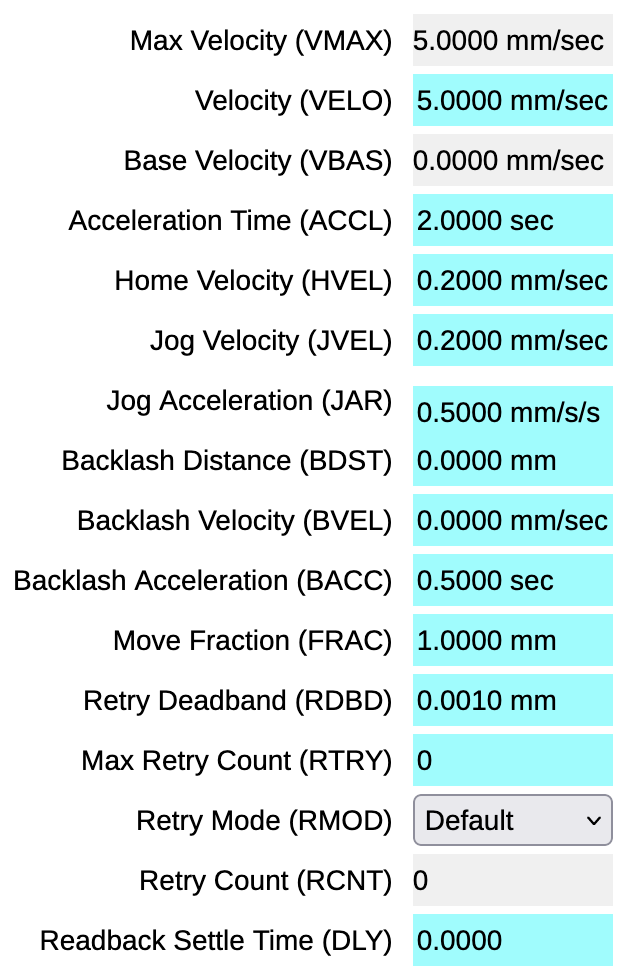 Max Velocity (VMAX) 5.0000 mm/sec
Velocity (VELO) 5.0000 mm/sec
Base Velocity (VBAS) 0.0000 mm/sec
Acceleration Time (ACCL) 2.0000 sec
Home Velocity (HVEL) 0.2000 mm/sec
Jog Velocity (JVEL) 0.2000 mm/sec
Jog Acceleration (JAR) 0.5000 mm/s/s
Backlash Distance (BDST) 0.0000 mm
Backlash Velocity (BVEL) 0.0000 mm/sec
Backlash Acceleration (BACC) 0.5000 sec
Move Fraction (FRAC) 1.0000 mm
Retry Deadband (RDBD) 0.0010 mm
Max Retry Count (RTRY) 0
Retry Mode (RMOD) Default
Retry Count (RCNT) 0
Readback Settle Time (DLY) 0.0000